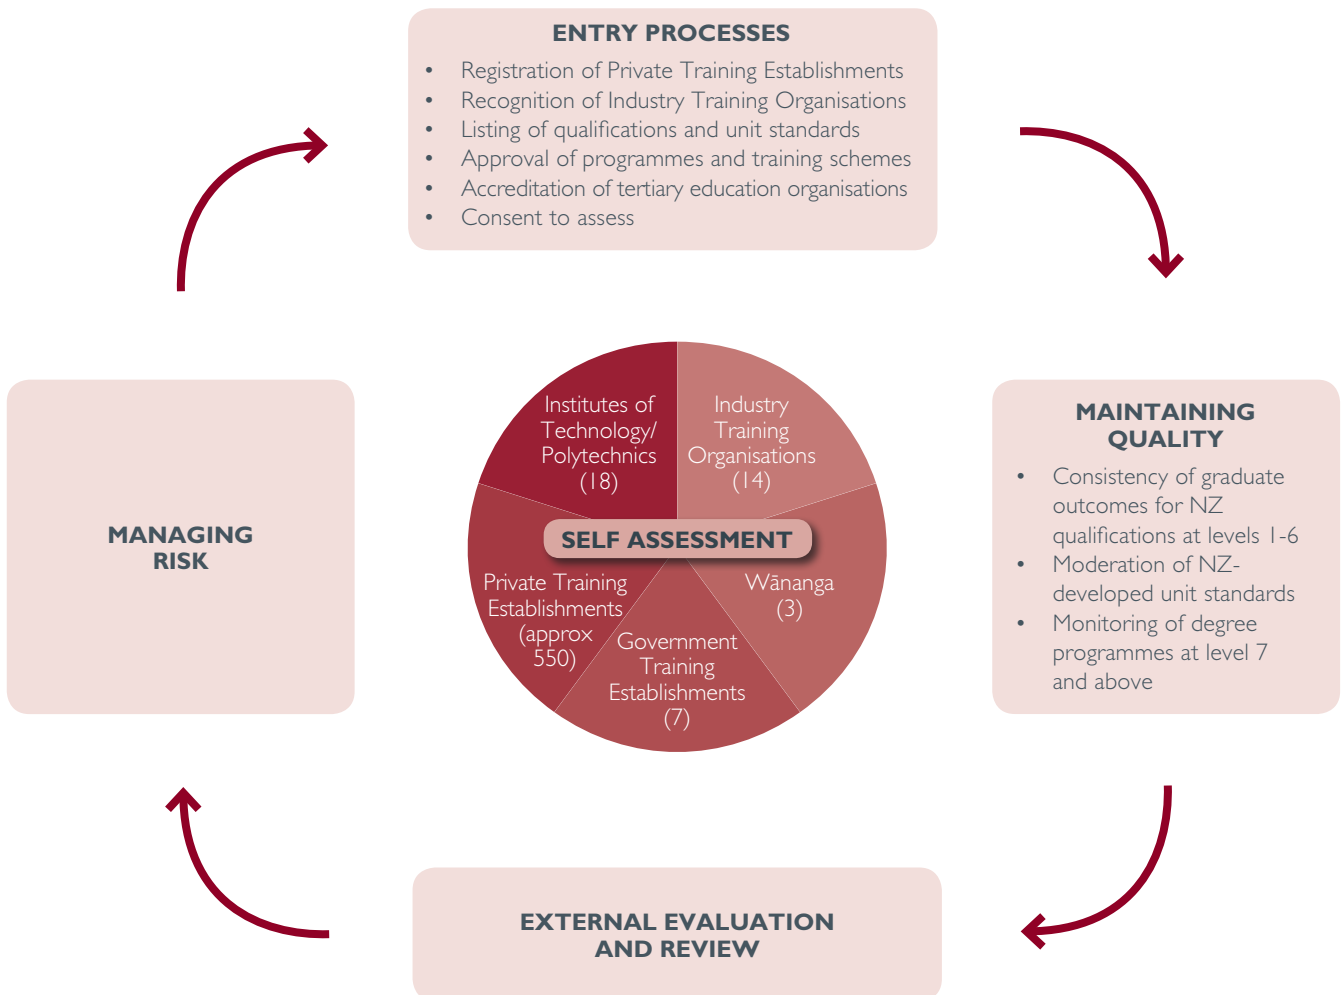 ENTRY PROCESSES
• Registration of Private Training Establishments
• Recognition of Industry Training Organisations
• Listing of qualifications and unit standards
• Approval of programmes and training schemes
• Accreditation of tertiary education organisations
• Consent to assess
MAINTAINING
QUALITY
• Consistency of graduate
outcomes for NZ
qualifications at levels 1-6
• Moderation of NZ-
developed unit standards
• Monitoring of degree
programmes at level 7
and above
EXTERNAL EVALUATION
AND REVIEW
MANAGING
RISK
Institutes of
Technology/
Polytechnics
(18)
Industry
Training
Organisations
(14)
SELF ASSESSMENT
Wānanga
(3)
Government
Training
Establishments
(7)
Private Training
Establishments
(approx
550)